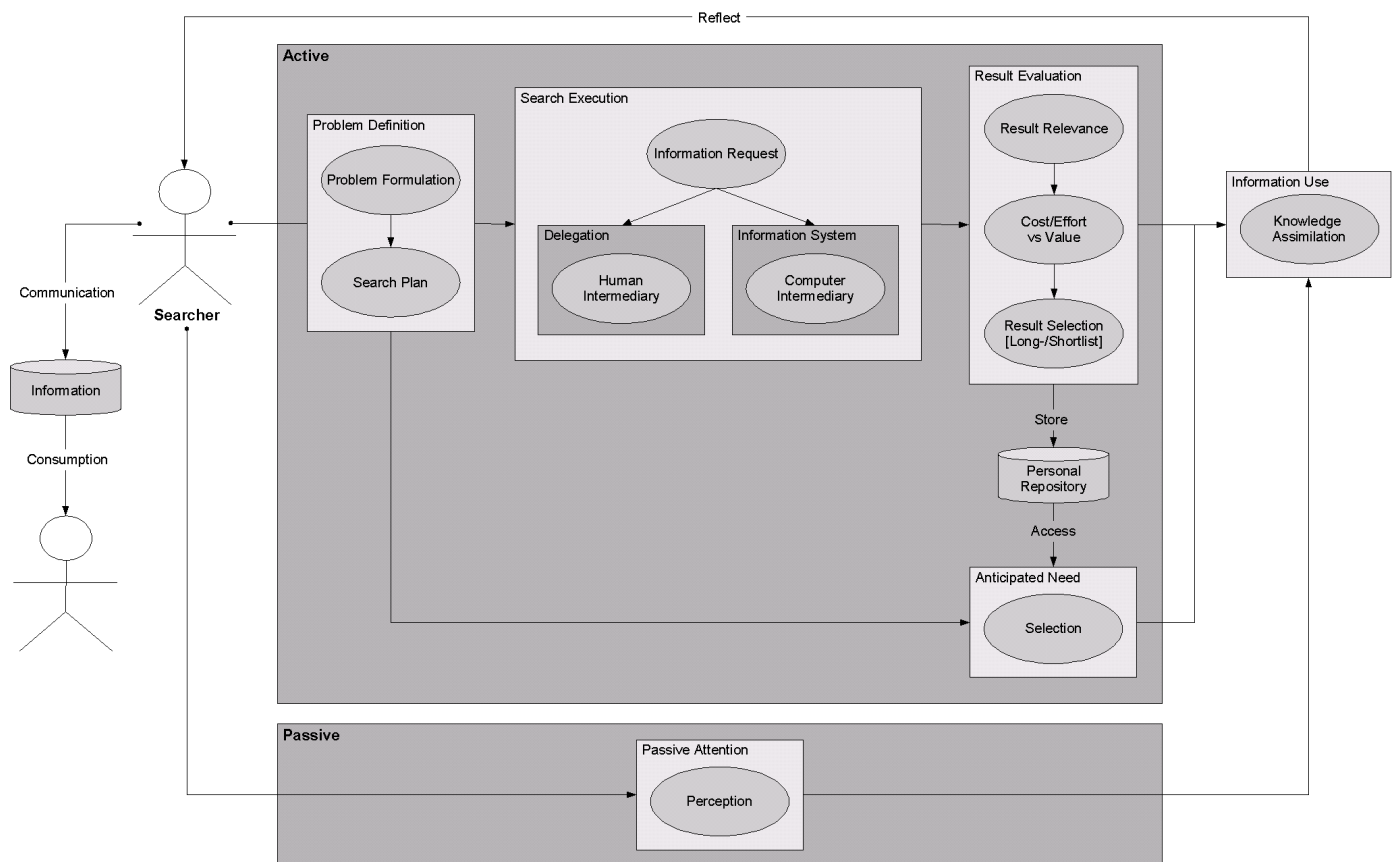 Reflect
Active
Problem Definition
Problem Formulation
Search Plan
Search Execution
Information Request
Delegation
Human
Intermediary
Information System
Computer
Intermediary
Result Evaluation
Result Relevance
Cost/Effort
vs Value
Result Selection
[Long-/Shortlist]
Information Use
Knowledge
Assimilation
Communication
Searcher
Information
Consumption
Store
Personal
Repository
Access
Anticipated Need
Selection
Passive
Passive Attention
Perception